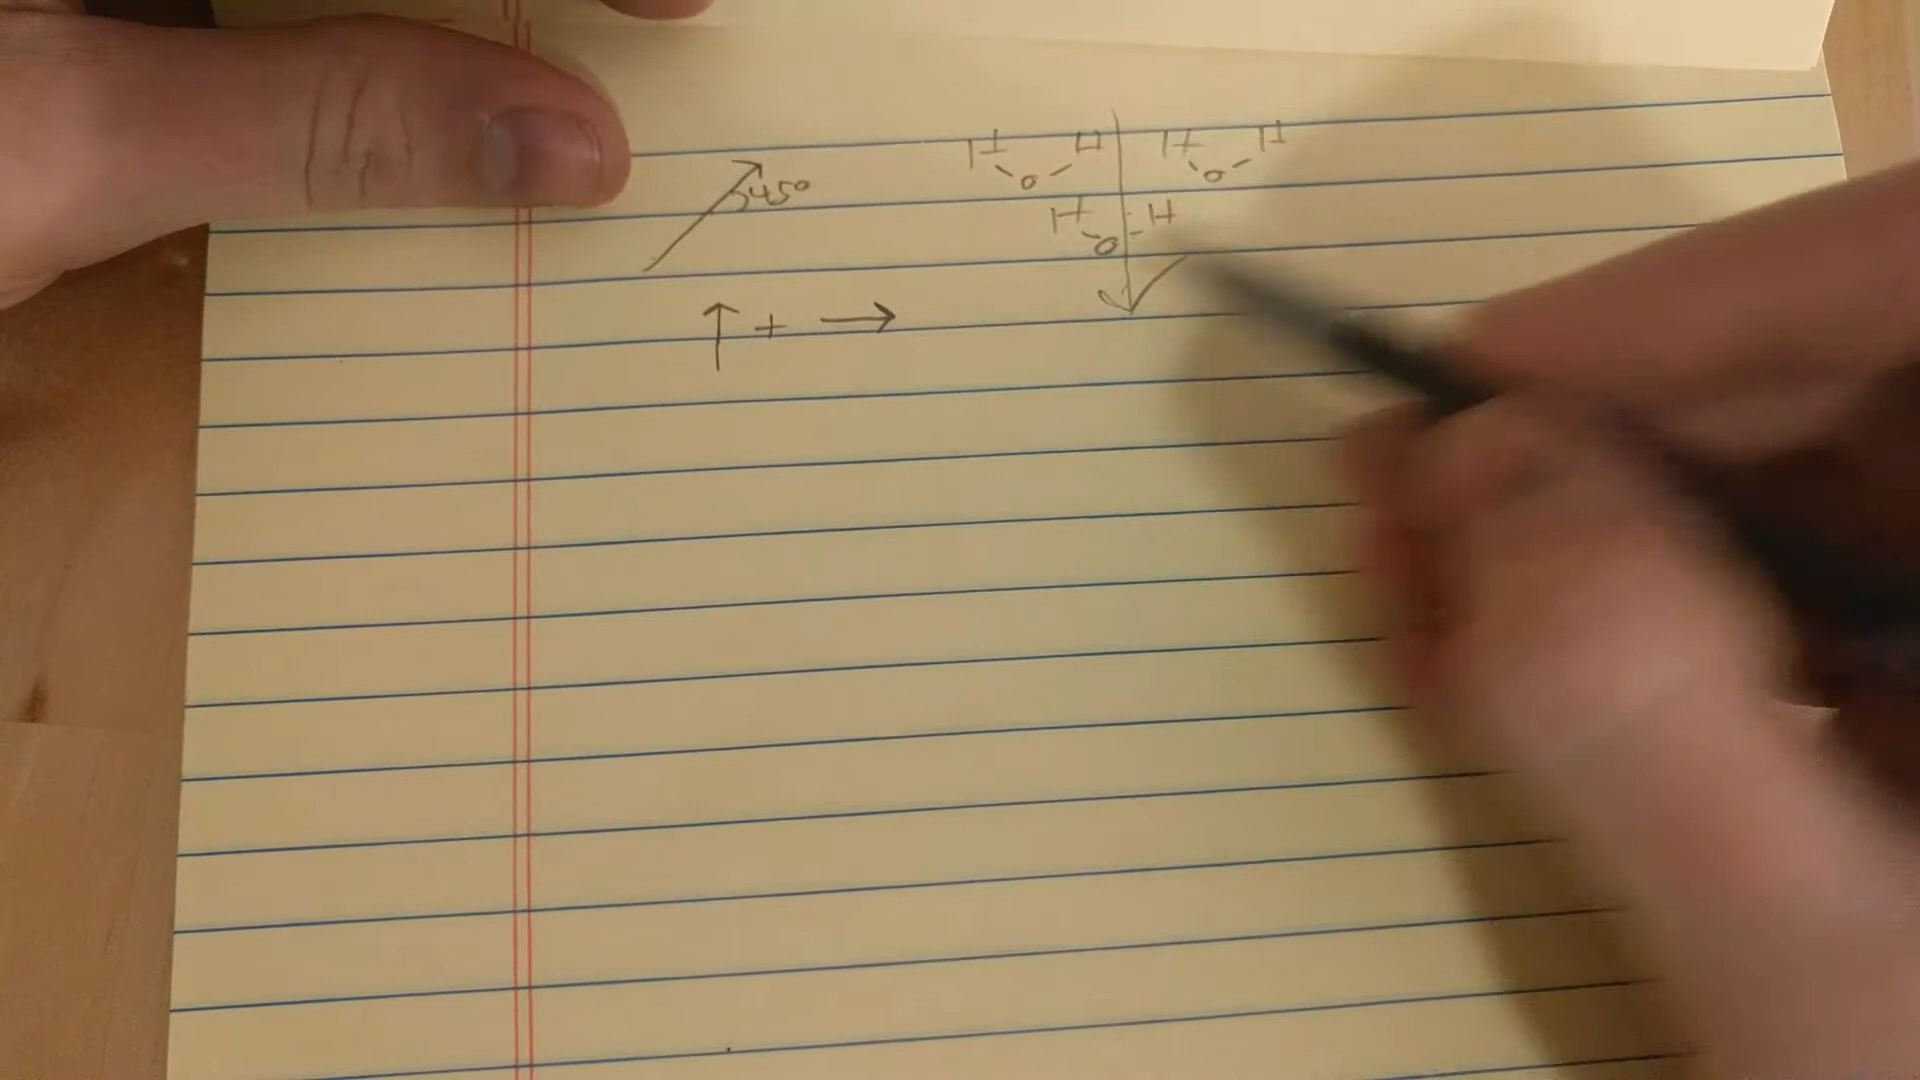 H H H H
O O
45°
H H
O
↑ + →